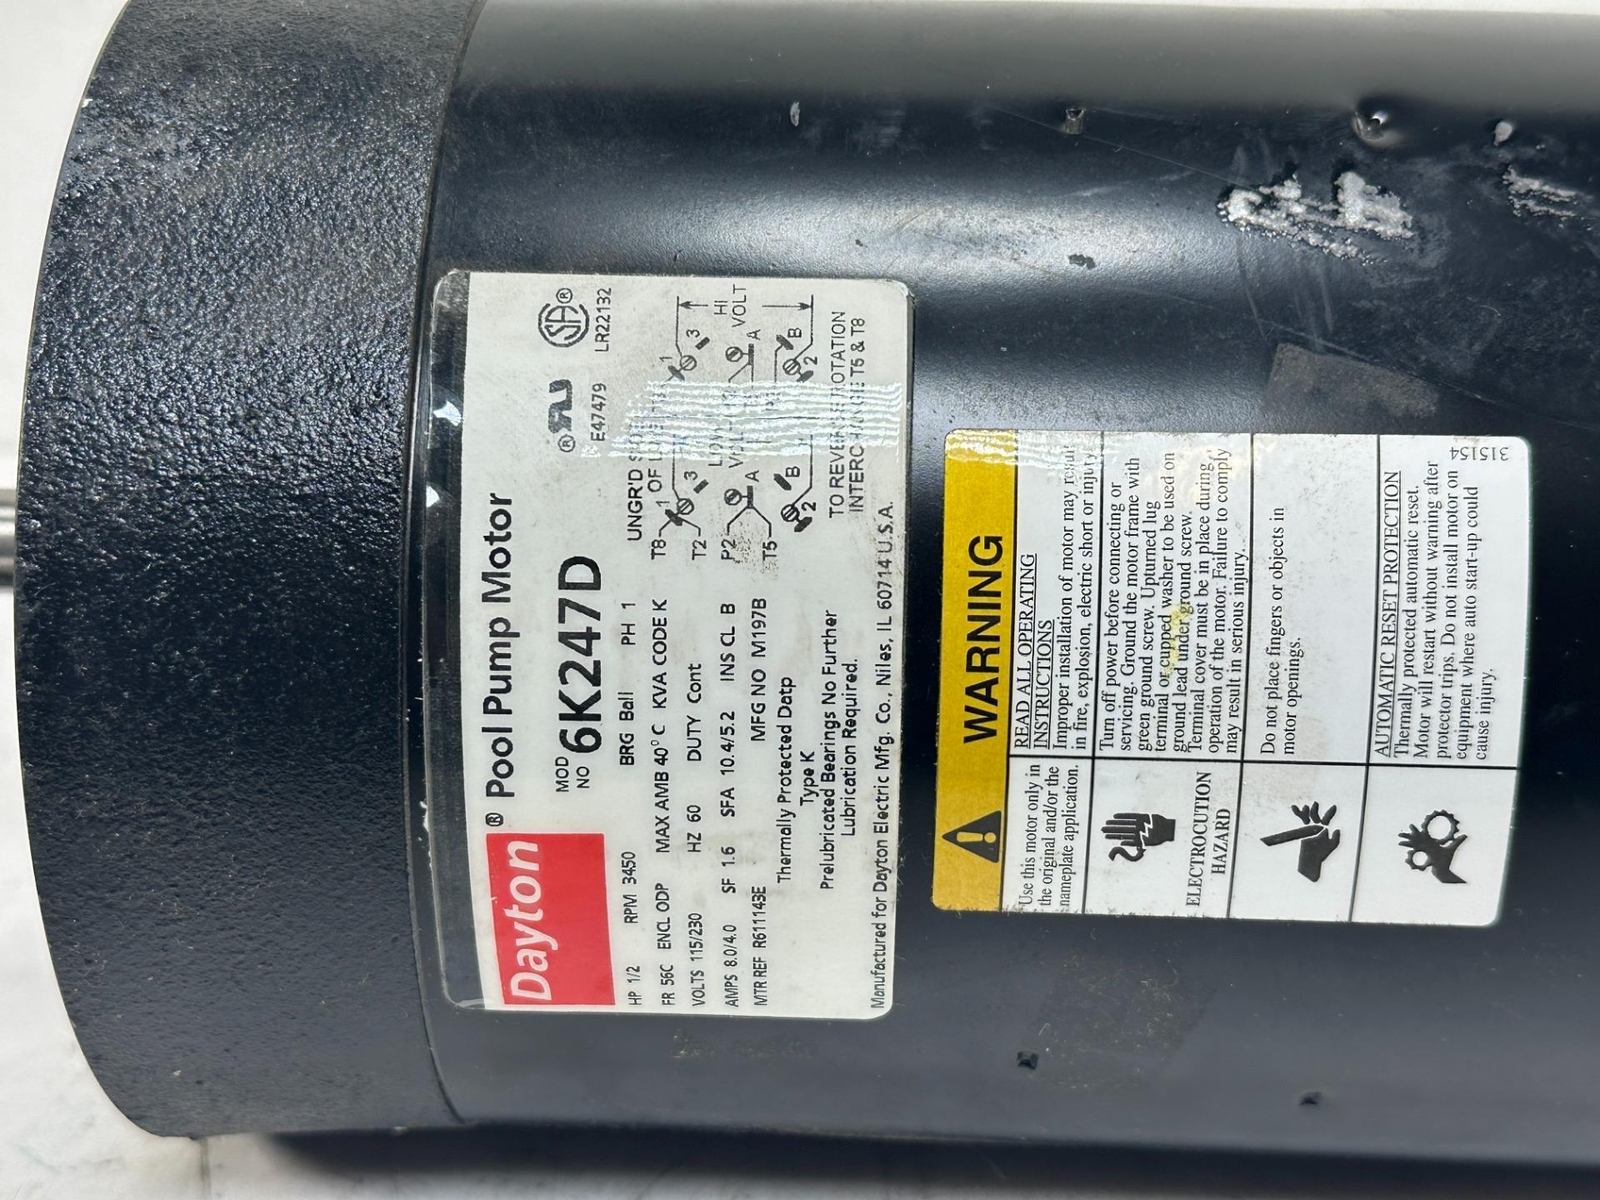 Dayton® Pool Pump Motor
MOD NO 6K247D
® ®
E47479 LR22132
HP 1/2 RPM 3450 BRG Ball PH 1
FR 56C ENCL ODP MAX AMB 40° C KVA CODE K
VOLTS 115/230 HZ 60 DUTY Cont
AMPS 8.0/4.0 SF 1.6 SFA 10.4/5.2 INS CL B
MTR REF R611143E MFG NO M197B
Thermally Protected Datp
Type K
Prelubricated Bearings No Further
Lubrication Required.
UNGR'D
OF
T8 1 3
T2
P2 A
T5 B
2
1 3
HI
VOLT
A
B
2
TO REVERSE ROTATION
INTERCHANGE T5 & T8
Manufactured for Dayton Electric Mfg. Co., Niles, IL 60714 U.S.A.
WARNING
Use this motor only in
the original and/or the
nameplate application.
READ ALL OPERATING
INSTRUCTIONS
Improper installation of motor may result
in fire, explosion, electric short or injury.
ELECTROCUTION
HAZARD
Turn off power before connecting or
servicing. Ground the motor frame with
green ground screw. Upturned lug
terminal or cupped washer to be used on
ground lead under ground screw.
Terminal cover must be in place during
operation of the motor. Failure to comply
may result in serious injury.
Do not place fingers or objects in
motor openings.
AUTOMATIC RESET PROTECTION
Thermally protected automatic reset.
Motor will restart without warning after
protector trips. Do not install motor on
equipment where auto start-up could
cause injury.
315154